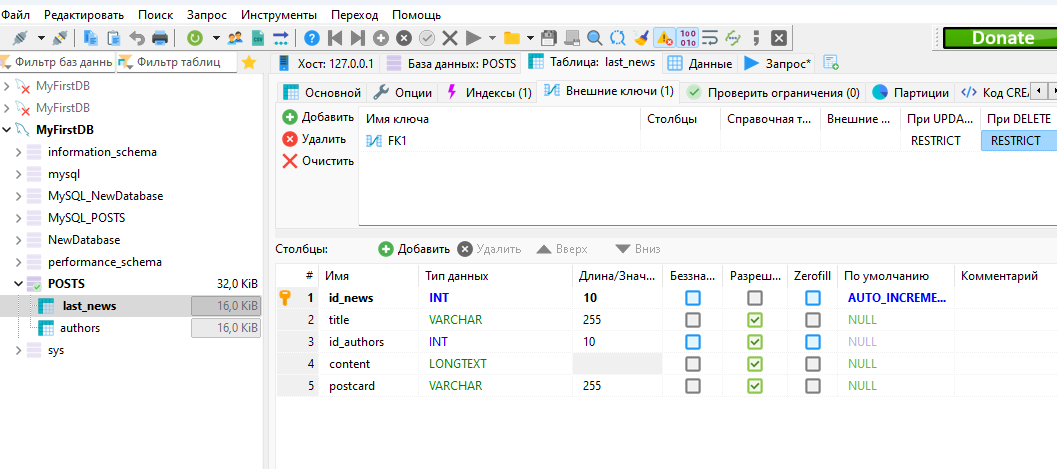 Файл Редактировать Поиск Запрос Инструменты Переход Помощь
100 010
Donate
Фильтр баз данны Фильтр таблиц
Хост: 127.0.0.1 База данных: POSTS Таблица: last_news Данные Запрос*
MyFirstDB
MyFirstDB
MyFirstDB
information_schema
mysql
MySQL_NewDatabase
MySQL_POSTS
NewDatabase
performance_schema
POSTS 32,0 KiB
last_news 16,0 KiB
authors 16,0 KiB
sys
Основной Опции Индексы (1) Внешние ключи (1) Проверить ограничения (0) Партиции Код CREA
Добавить
Удалить
Очистить
Имя ключа Столбцы Справочная т... Внешние ... При UPDA... При DELETE
FK1 RESTRICT RESTRICT
Столбцы: Добавить Удалить Вверх Вниз
# Имя Тип данных Длина/Знач... Беззна... Разреш... Zerofill По умолчанию Комментарий
1 id_news INT 10 AUTO_INCREME...
2 title VARCHAR 255 NULL
3 id_authors INT 10 NULL
4 content LONGTEXT NULL
5 postcard VARCHAR 255 NULL